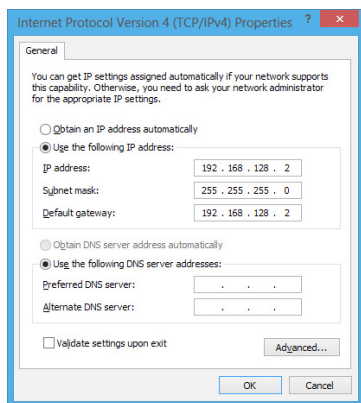 Internet Protocol Version 4 (TCP/IPv4) Properties ? ×
General
You can get IP settings assigned automatically if your network supports
this capability. Otherwise, you need to ask your network administrator
for the appropriate IP settings.
Obtain an IP address automatically
Use the following IP address:
IP address: 192 . 168 . 128 . 2
Subnet mask: 255 . 255 . 255 . 0
Default gateway: 192 . 168 . 128 . 2
Obtain DNS server address automatically
Use the following DNS server addresses:
Preferred DNS server: . . .
Alternate DNS server: . . .
Validate settings upon exit
Advanced...
OK Cancel